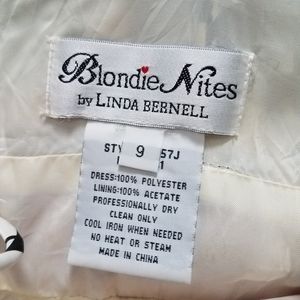 Blondie Nites
by LINDA BERNELL
9
STY 57J
1
DRESS:100% POLYESTER
LINING:100% ACETATE
PROFESSIONALLY DRY
CLEAN ONLY
COOL IRON WHEN NEEDED
NO HEAT OR STEAM
MADE IN CHINA